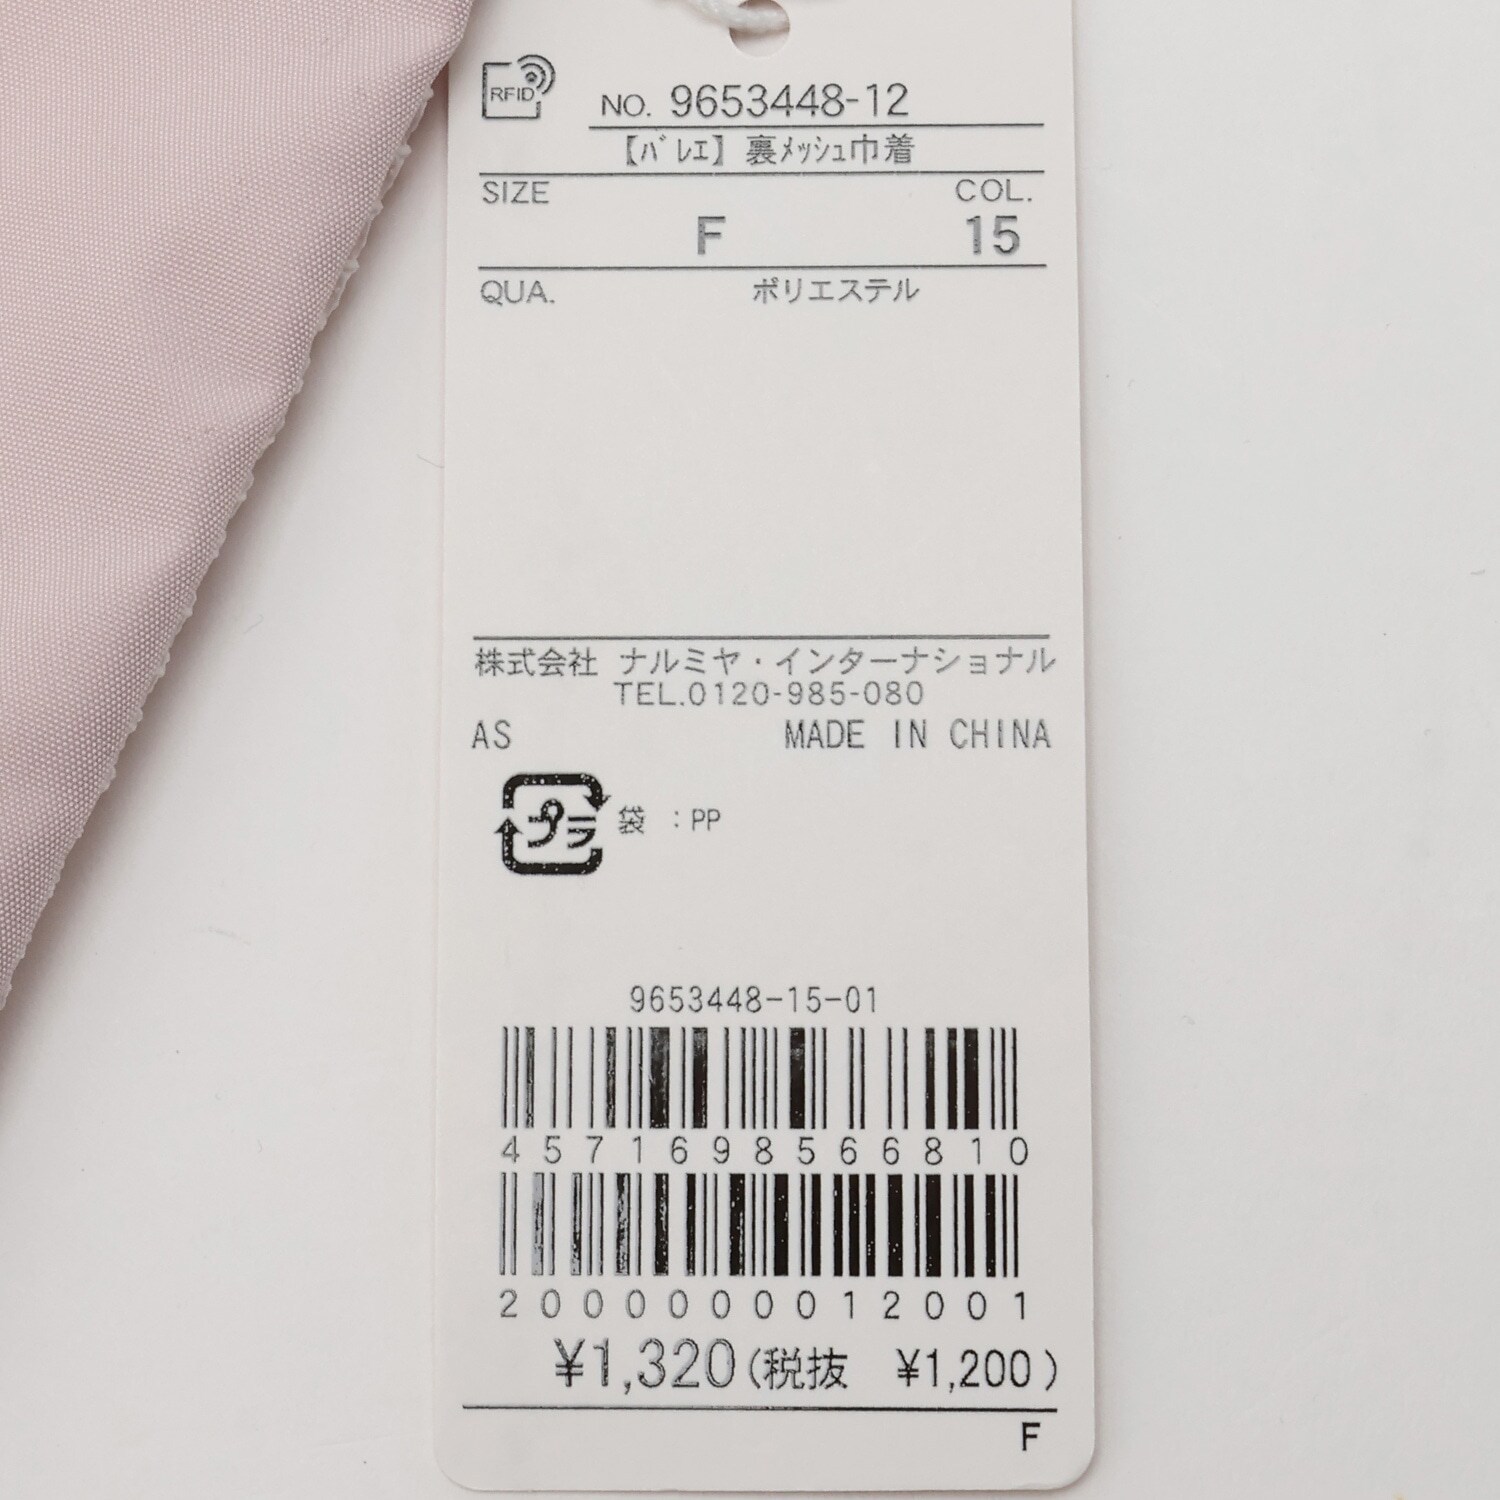 RFID
NO. 9653448-12
【ﾊﾞﾚｴ】裏ﾒｯｼｭ巾着
SIZE COL.
F 15
QUA. ポリエステル
株式会社 ナルミヤ・インターナショナル
TEL.0120-985-080
AS MADE IN CHINA
プラ 袋 :PP
9653448-15-01
4571698566810
2000000012001
¥1,320(税抜 ¥1,200)
F